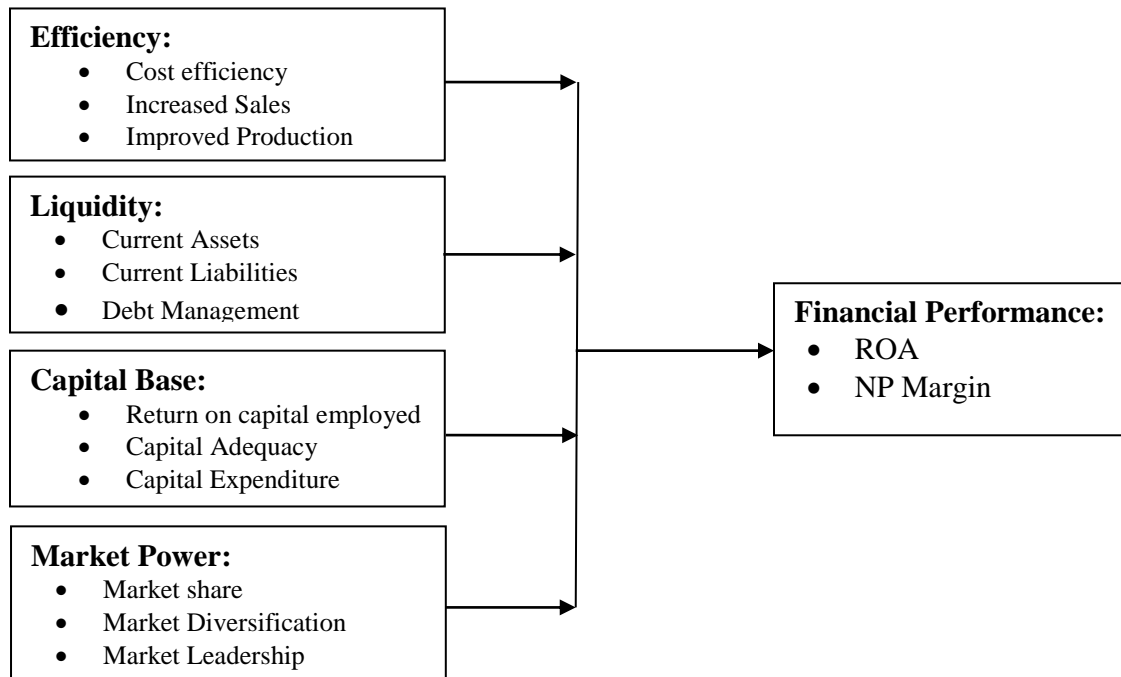 Efficiency:
• Cost efficiency
• Increased Sales
• Improved Production
Liquidity:
• Current Assets
• Current Liabilities
• Debt Management
Capital Base:
• Return on capital employed
• Capital Adequacy
• Capital Expenditure
Market Power:
• Market share
• Market Diversification
• Market Leadership
Financial Performance:
• ROA
• NP Margin